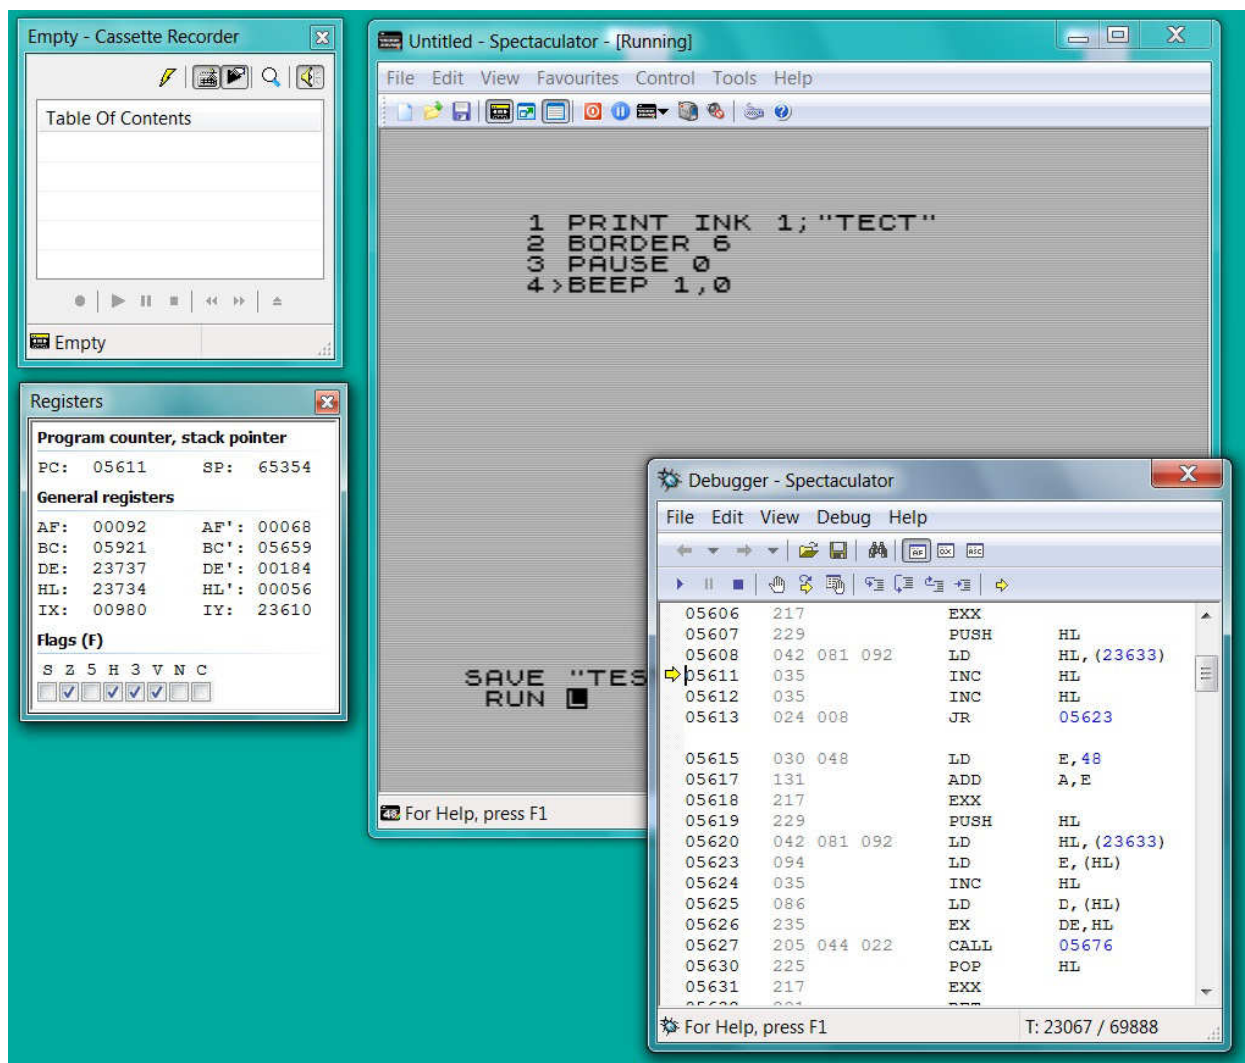 Empty - Cassette Recorder
Table Of Contents
Empty
Registers
Program counter, stack pointer
PC: 05611 SP: 65354
General registers
AF: 00092 AF': 00068
BC: 05921 BC': 05659
DE: 23737 DE': 00184
HL: 23734 HL': 00056
IX: 00980 IY: 23610
Flags (F)
S Z 5 H 3 V N C
Untitled - Spectaculator - [Running]
File Edit View Favourites Control Tools Help
1 PRINT INK 1;"TECT"
2 BORDER 6
3 PAUSE 0
4>BEEP 1,0
SAVE "TES
RUN L
For Help, press F1
Debugger - Spectaculator
File Edit View Debug Help
05606 217 EXX
05607 229 PUSH HL
05608 042 081 092 LD HL,(23633)
05611 035 INC HL
05612 035 INC HL
05613 024 008 JR 05623
05615 030 048 LD E,48
05617 131 ADD A,E
05618 217 EXX
05619 229 PUSH HL
05620 042 081 092 LD HL,(23633)
05623 094 LD E,(HL)
05624 035 INC HL
05625 086 LD D,(HL)
05626 235 EX DE,HL
05627 205 044 022 CALL 05676
05630 225 POP HL
05631 217 EXX
For Help, press F1 T: 23067 / 69888